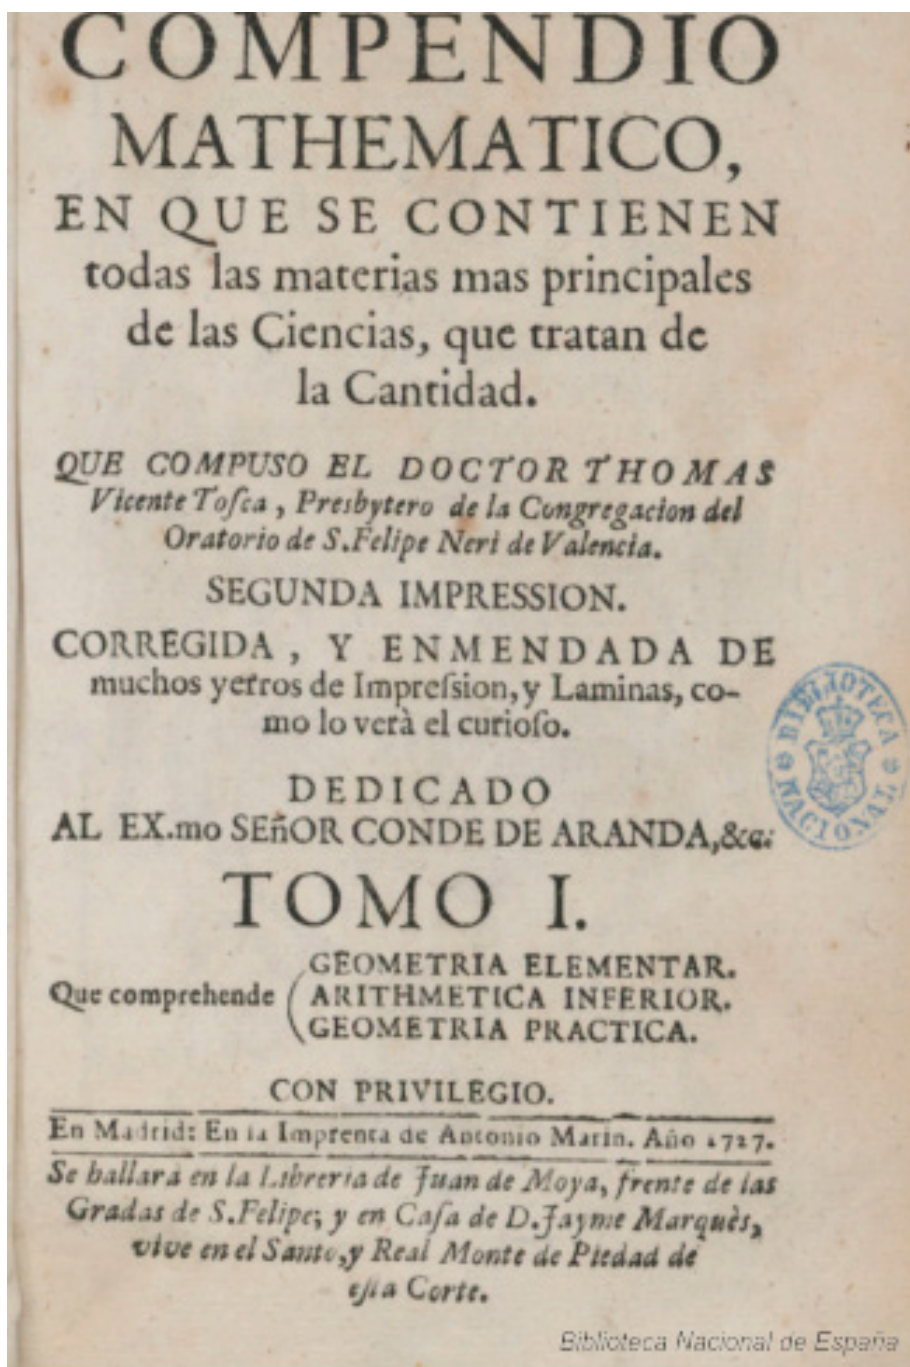 COMPENDIO
MATHEMATICO,
EN QUE SE CONTIENEN
todas las materias mas principales
de las Ciencias, que tratan de
la Cantidad.
QUE COMPUSO EL DOCTOR THOMAS
Vicente Toſca, Presbytero de la Congregacion del
Oratorio de S.Felipe Neri de Valencia.
SEGUNDA IMPRESSION.
CORREGIDA, Y ENMENDADA DE
muchos yerros de Impreſsion, y Laminas, co-
mo lo verà el curioſo.
BIBLIOTECA NACIONAL
DEDICADO
AL EX.mo SEñOR CONDE DE ARANDA,&c.
TOMO I.
Que comprehende
GEOMETRIA ELEMENTAR.
ARITHMETICA INFERIOR.
GEOMETRIA PRACTICA.
CON PRIVILEGIO.
En Madrid: En la Imprenta de Antonio Marin. Año 1727.
Se hallarà en la Libreria de Juan de Moya, frente de las
Gradas de S.Felipe; y en Caſa de D.Jayme Marquès,
vive en el Santo, y Real Monte de Piedad de
eſta Corte.
Biblioteca Nacional de España